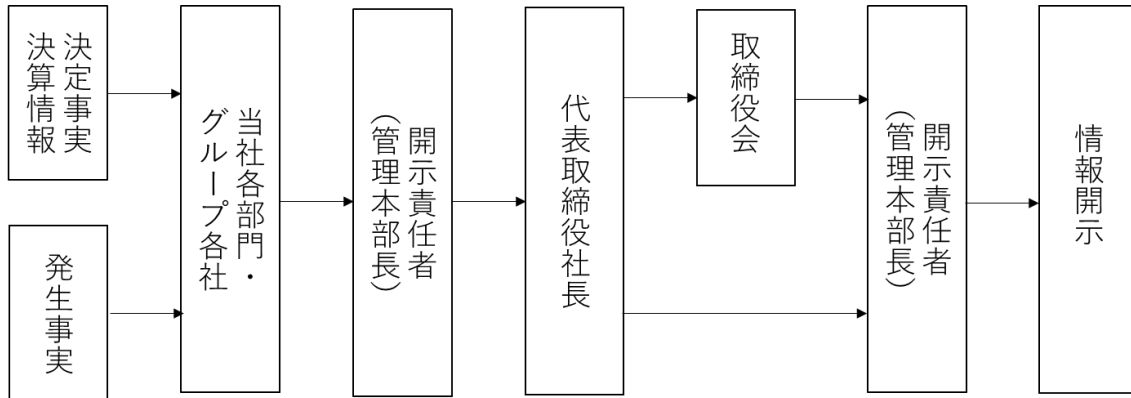 決定事実
決算情報
発生事実
当社各部門・
グループ各社
開示責任者
(管理本部長)
代表取締役社長
取締役会
開示責任者
(管理本部長)
情報開示